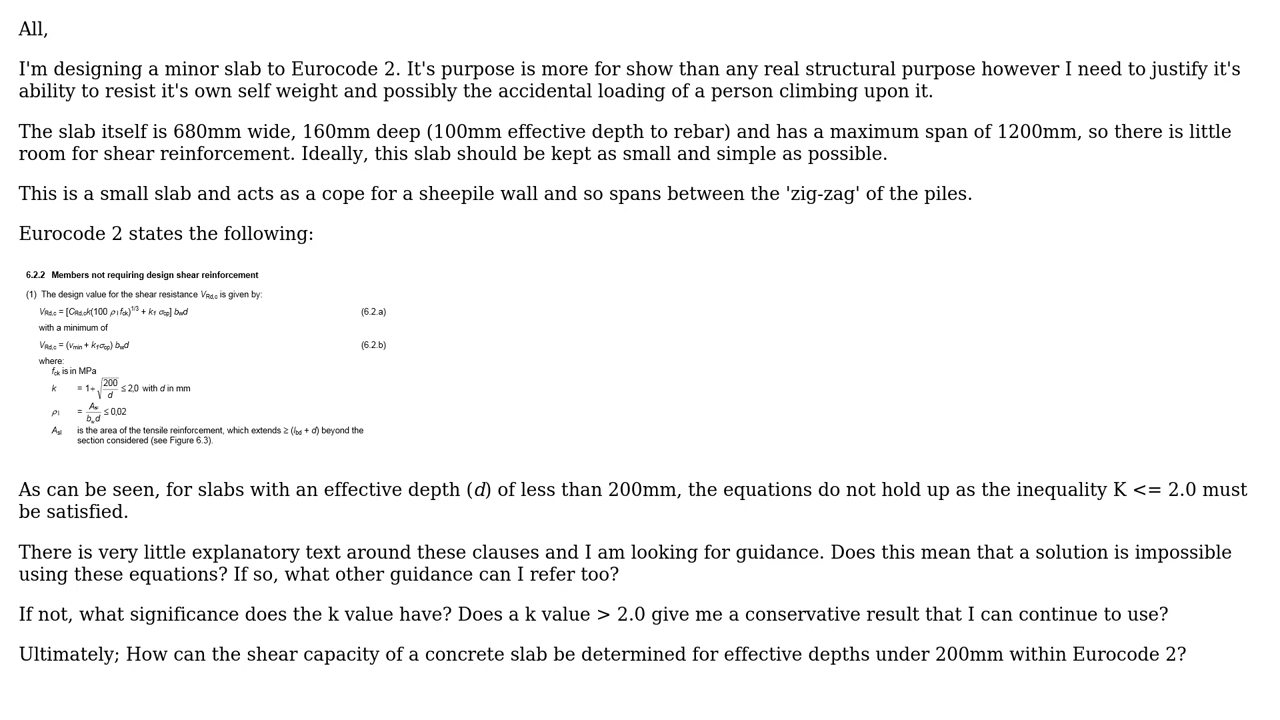 All,
I'm designing a minor slab to Eurocode 2. It's purpose is more for show than any real structural purpose however I need to justify it's
ability to resist it's own self weight and possibly the accidental loading of a person climbing upon it.
The slab itself is 680mm wide, 160mm deep (100mm effective depth to rebar) and has a maximum span of 1200mm, so there is little
room for shear reinforcement. Ideally, this slab should be kept as small and simple as possible.
This is a small slab and acts as a cope for a sheepile wall and so spans between the 'zig-zag' of the piles.
Eurocode 2 states the following:
6.2.2 Members not requiring design shear reinforcement
(1) The design value for the shear resistance VRd,c is given by:
VRd,c = [CRd,ck(100 ρl fck)^1/3 + k1 σcp] bwd (6.2.a)
with a minimum of
VRd,c = (vmin + k1σcp) bwd (6.2.b)
where:
fck is in MPa
k = 1+ √200/d ≤ 2,0 with d in mm
ρl = Asl/bwd ≤ 0,02
Asl is the area of the tensile reinforcement, which extends ≥ (lbd + d) beyond the
section considered (see Figure 6.3).
As can be seen, for slabs with an effective depth (d) of less than 200mm, the equations do not hold up as the inequality K <= 2.0 must
be satisfied.
There is very little explanatory text around these clauses and I am looking for guidance. Does this mean that a solution is impossible
using these equations? If so, what other guidance can I refer too?
If not, what significance does the k value have? Does a k value > 2.0 give me a conservative result that I can continue to use?
Ultimately; How can the shear capacity of a concrete slab be determined for effective depths under 200mm within Eurocode 2?